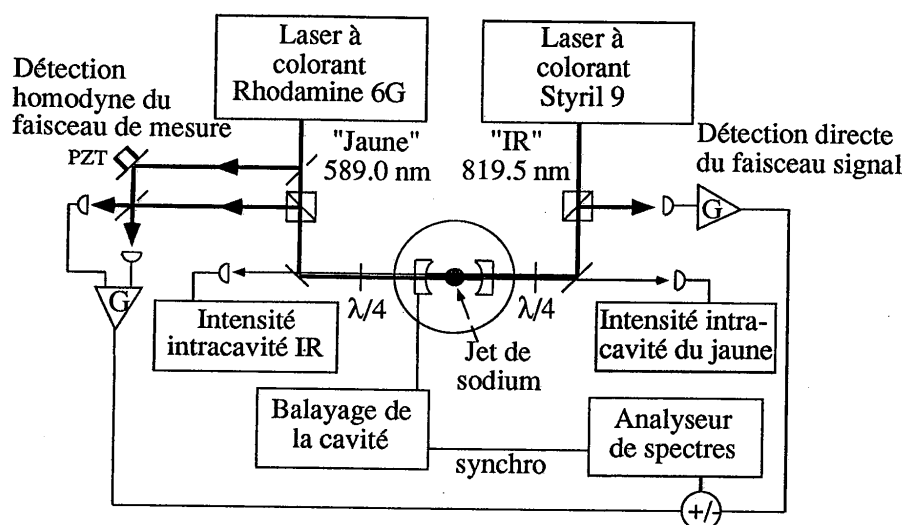 Laser à
colorant
Rhodamine 6G
Laser à
colorant
Styril 9
Détection
homodyne du
faisceau de mesure
PZT
"Jaune"
589.0 nm
"IR"
819.5 nm
Détection directe
du faisceau signal
G
G
λ/4
λ/4
Intensité
intracavité IR
Jet de
sodium
Intensité intra-
cavité du jaune
Balayage de
la cavité
synchro
Analyseur
de spectres
+/-